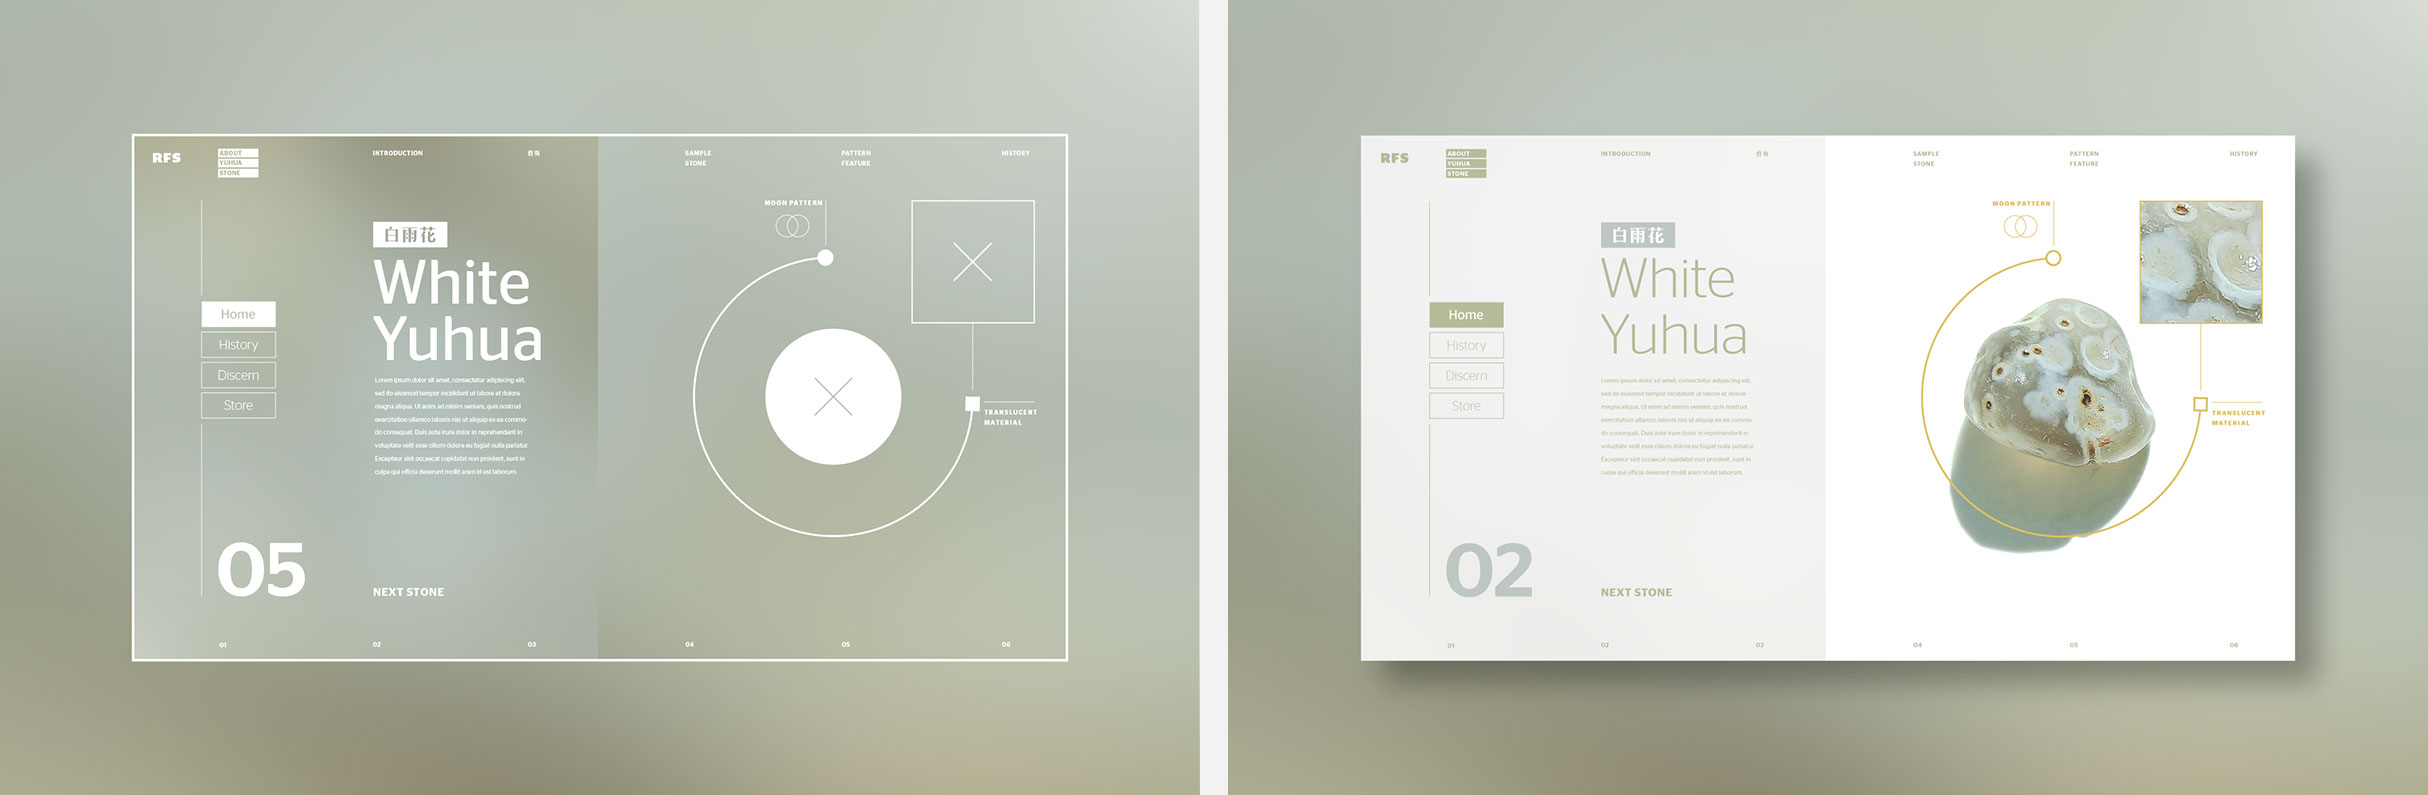 RFS
ABOUT
YUHUA
STONE
INTRODUCTION
SAMPLE
STONE
PATTERN
FEATURE
HISTORY
MOON PATTERN
白雨花
White
Yuhua
Home
History
Discern
Store
Lorem ipsum dolor sit amet, consectetur adipiscing elit,
sed do eiusmod tempor incididunt ut labore et dolore
magna aliqua. Ut enim ad minim veniam, quis nostrud
exercitation ullamco laboris nisi ut aliquip ex ea commo-
do consequat. Duis aute irure dolor in reprehenderit in
voluptate velit esse cillum dolore eu fugiat nulla pariatur.
Excepteur sint occaecat cupidatat non proident, sunt in
culpa qui officia deserunt mollit anim id est laborum.
TRANSLUCENT
MATERIAL
05
NEXT STONE
01
02
03
04
05
06
RFS
ABOUT
YUHUA
STONE
INTRODUCTION
SAMPLE
STONE
PATTERN
FEATURE
HISTORY
MOON PATTERN
白雨花
White
Yuhua
Home
History
Discern
Store
Lorem ipsum dolor sit amet, consectetur adipiscing elit,
sed do eiusmod tempor incididunt ut labore et dolore
magna aliqua. Ut enim ad minim veniam, quis nostrud
exercitation ullamco laboris nisi ut aliquip ex ea commo-
do consequat. Duis aute irure dolor in reprehenderit in
voluptate velit esse cillum dolore eu fugiat nulla pariatur.
Excepteur sint occaecat cupidatat non proident, sunt in
culpa qui officia deserunt mollit anim id est laborum.
TRANSLUCENT
MATERIAL
02
NEXT STONE
01
02
03
04
05
06